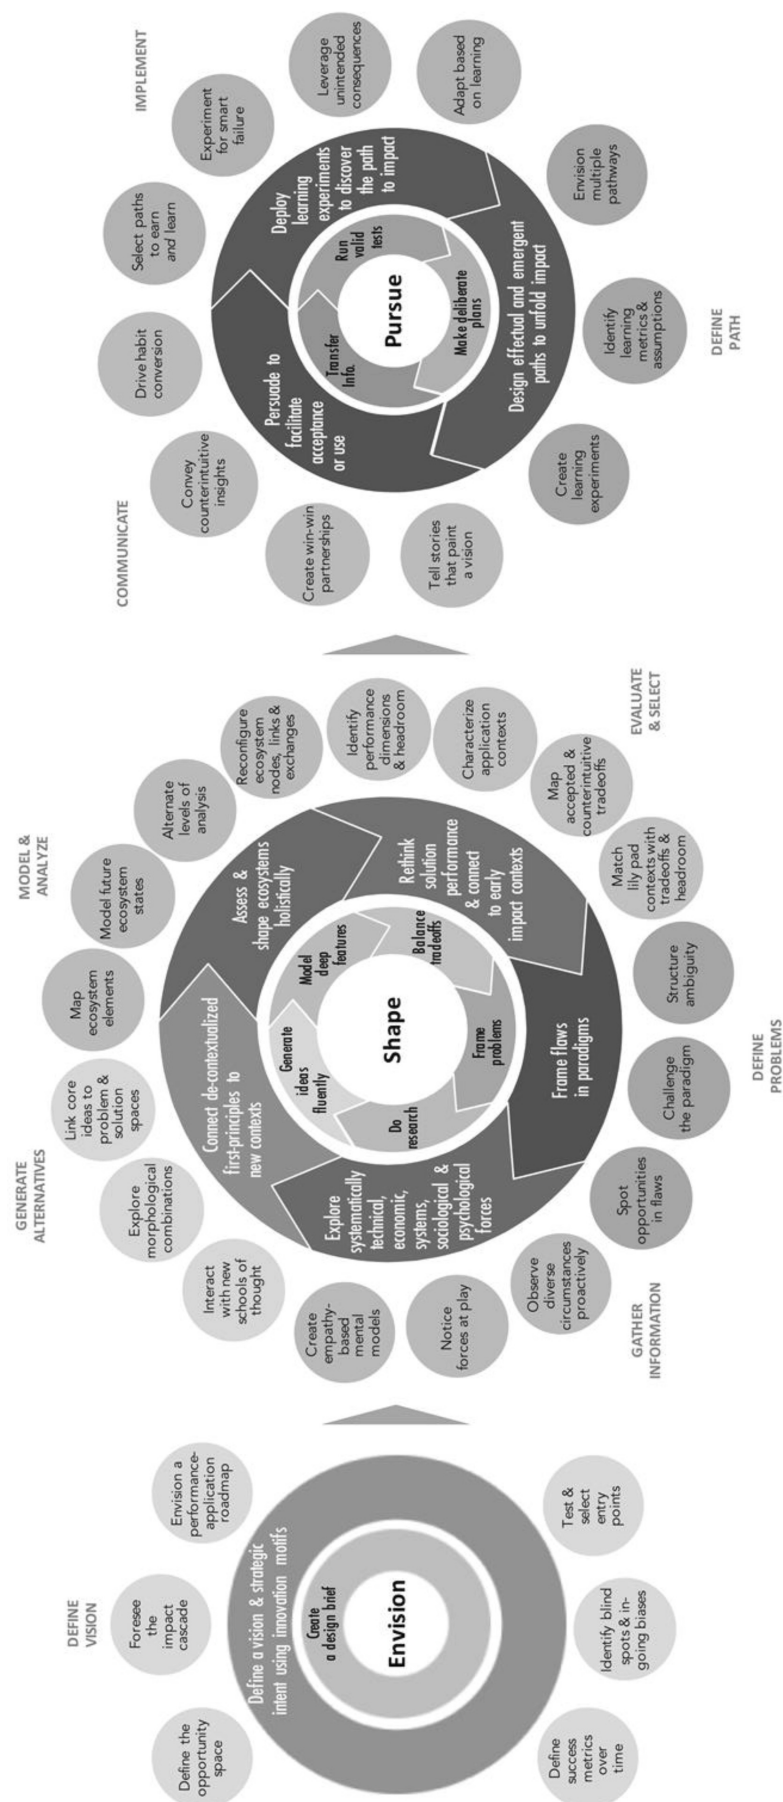 DEFINE
VISION
Define the
opportunity
space
Foresee
the
impact
cascade
Envision a
performance-
application
roadmap
Define a vision & strategic
intent using innovation motifs
Create
a design brief
Envision
Define
success
metrics
over
time
Identify blind
spots & in-
going biases
Test &
select
entry
points
GENERATE
ALTERNATIVES
Interact
with new
schools of
thought
Explore
morphological
combinations
Link core
ideas to
problem &
solution
spaces
MODEL &
ANALYZE
Map
ecosystem
elements
Model future
ecosystem
states
Alternate
levels of
analysis
Reconfigure
ecosystem
nodes, links &
exchanges
Connect de-contextualized
first-principles to
new contexts
Assess &
shape ecosystems
holistically
Generate
ideas
fluently
Model
deep
features
Shape
Do
research
Frame
problems
Balance
tradeoffs
Explore
systematically
technical,
economic,
systems,
sociological &
psychological
forces
Frame flaws
in paradigms
Rethink
solution
performance
& connect
to early
impact contexts
Create
empathy-
based
mental
models
Notice
forces at play
Observe
diverse
circumstances
proactively
GATHER
INFORMATION
Spot
opportunities
in flaws
Challenge
the paradigm
Structure
ambiguity
DEFINE
PROBLEMS
Identify
performance
dimensions
& headroom
Characterize
application
contexts
Map
accepted &
counterintuitive
tradeoffs
Match
lily pad
contexts with
tradeoffs &
headroom
EVALUATE
& SELECT
COMMUNICATE
Tell stories
that paint
a vision
Create win-win
partnerships
Convey
counterintuitive
insights
Drive habit
conversion
IMPLEMENT
Select paths
to earn
and learn
Experiment
for smart
failure
Leverage
unintended
consequences
Adapt based
on learning
Persuade to
facilitate
acceptance
or use
Deploy
learning
experiments
to discover
the path
to impact
Transfer
Info.
Run
valid
tests
Pursue
Make deliberate
plans
Design effectual and emergent
paths to unfold impact
Create
learning
experiments
Identify
learning
metrics &
assumptions
Envision
multiple
pathways
DEFINE
PATH